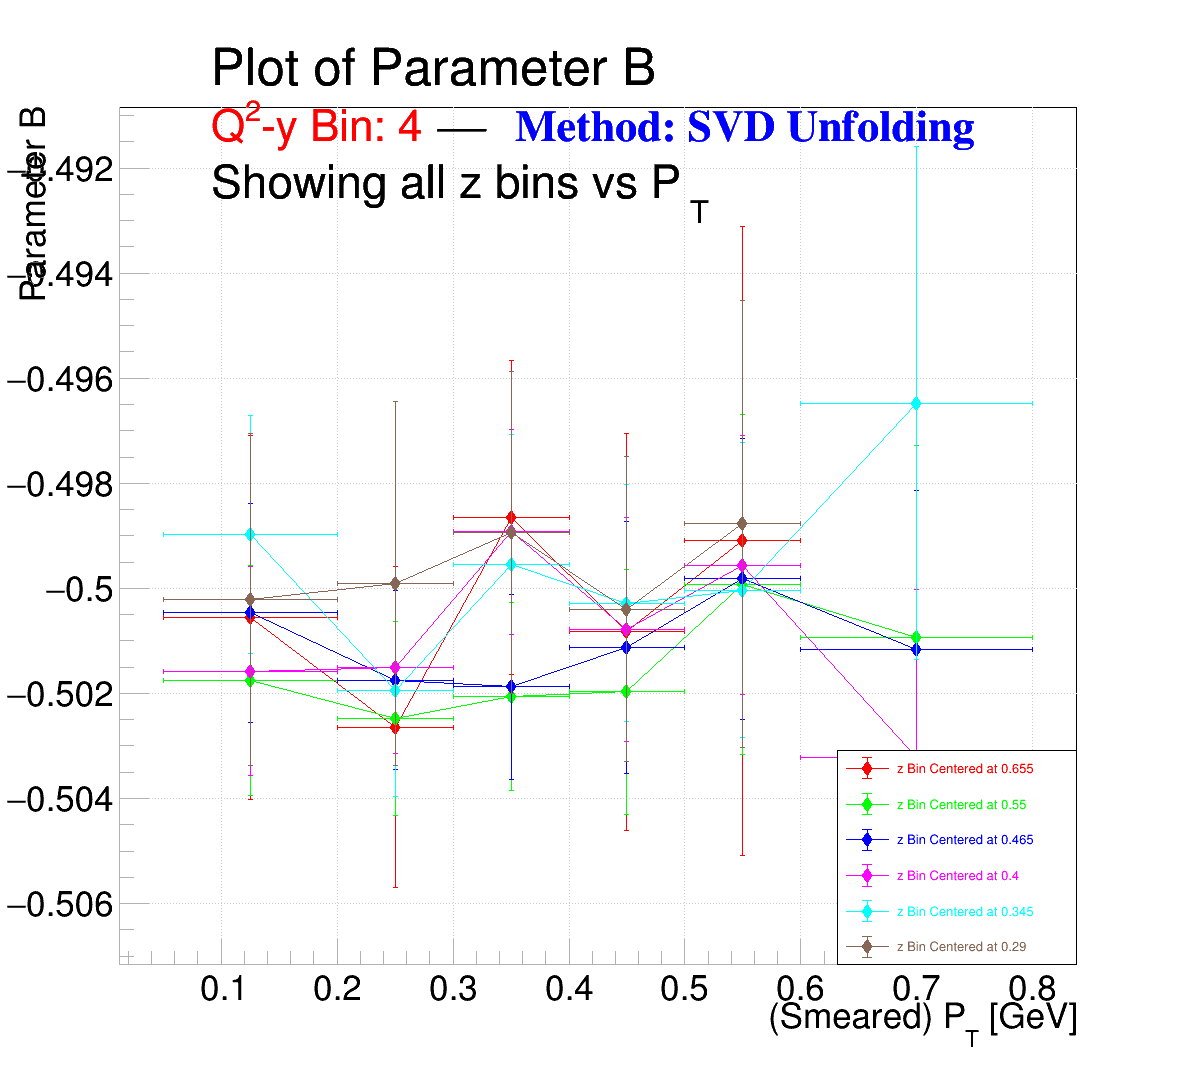 Plot of Parameter B
Q²-y Bin: 4 — Method: SVD Unfolding
Showing all z bins vs P_T
Parameter B
−0.492
−0.494
−0.496
−0.498
−0.5
−0.502
−0.504
−0.506
z Bin Centered at 0.655
z Bin Centered at 0.55
z Bin Centered at 0.465
z Bin Centered at 0.4
z Bin Centered at 0.345
z Bin Centered at 0.29
0.1 0.2 0.3 0.4 0.5 0.6 0.7 0.8
(Smeared) P_T [GeV]